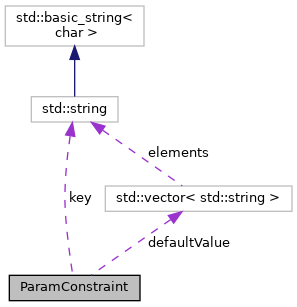 std::basic_string<
char >
std::string
elements
key
std::vector< std::string >
defaultValue
ParamConstraint